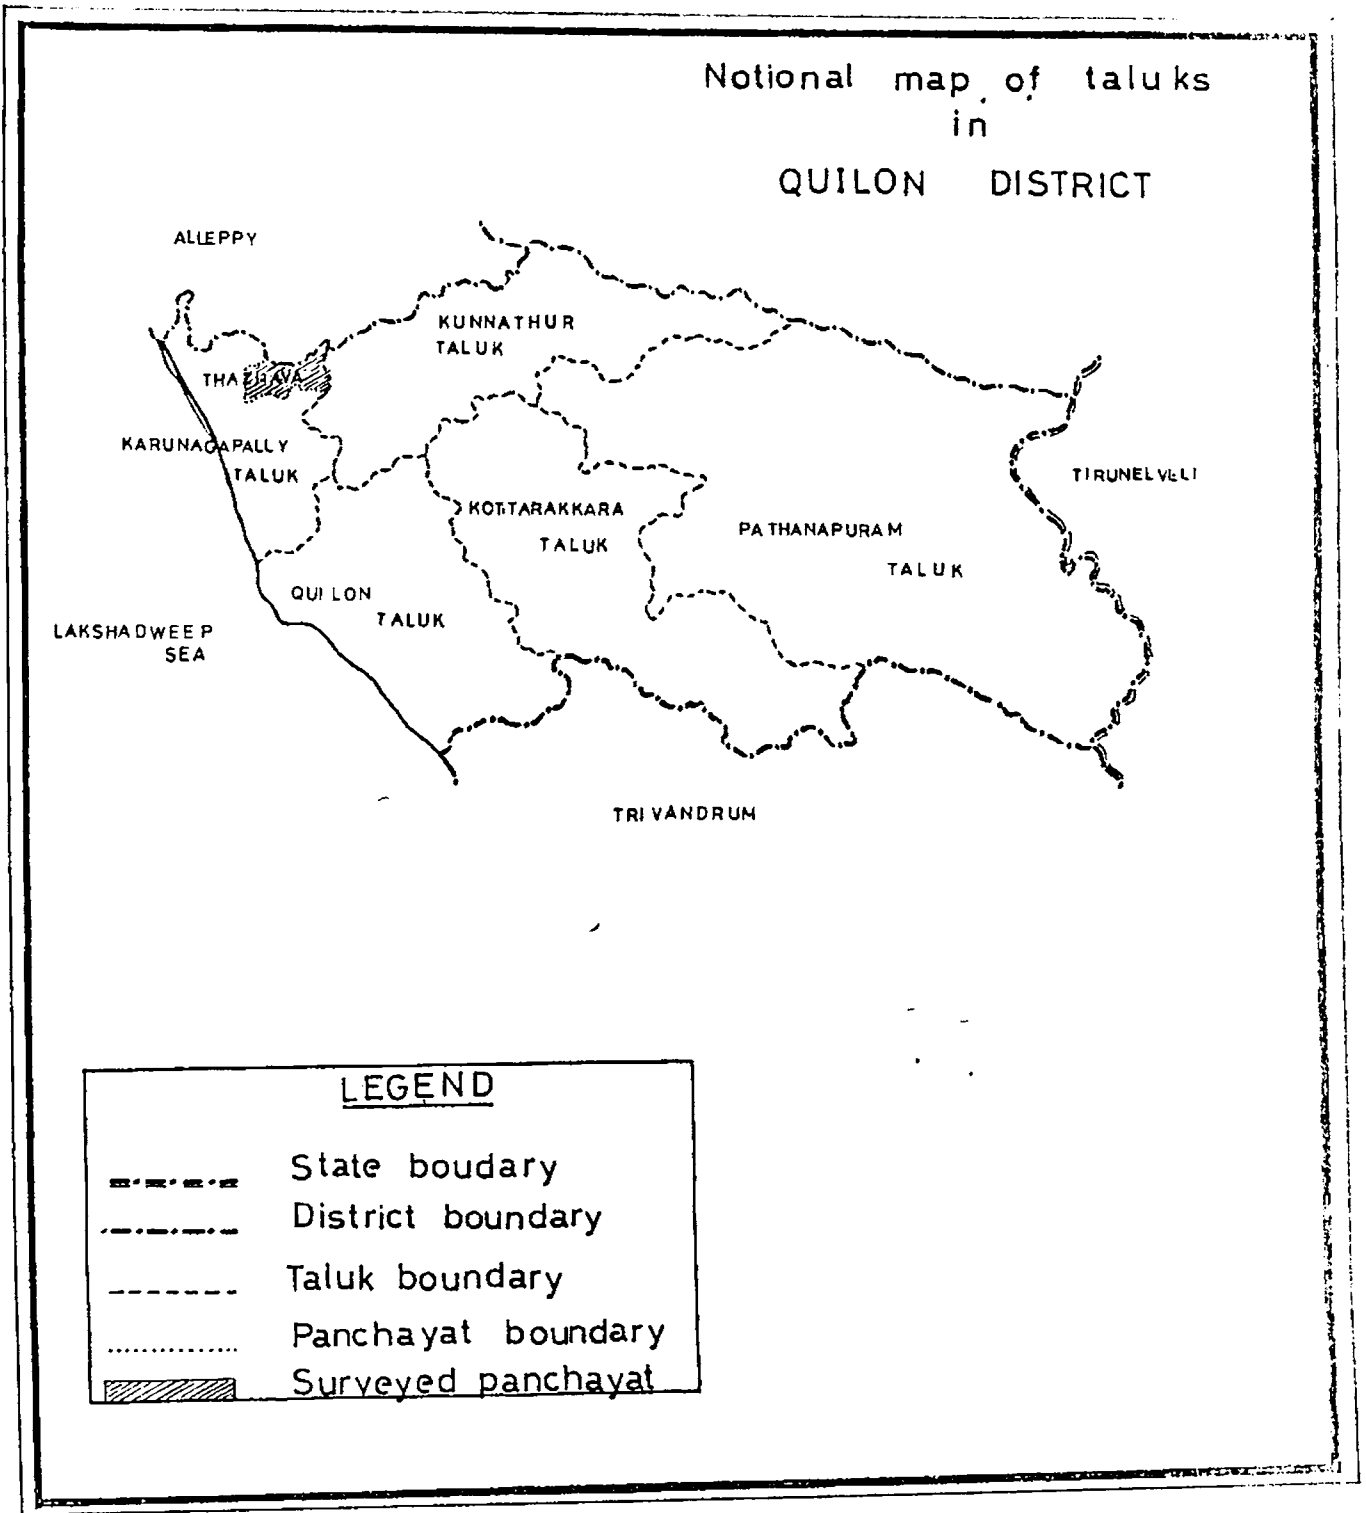 Notional map of taluks
in
QUILON DISTRICT
ALLEPPY
KUNNATHUR
TALUK
THAZHAVA
KARUNAGAPALLY
TALUK
TIRUNELVELI
KOTTARAKKARA
TALUK
PATHANAPURAM
TALUK
QUILON
TALUK
LAKSHADWEEP
SEA
TRIVANDRUM
LEGEND
State boudary
District boundary
Taluk boundary
Panchayat boundary
Surveyed panchayat